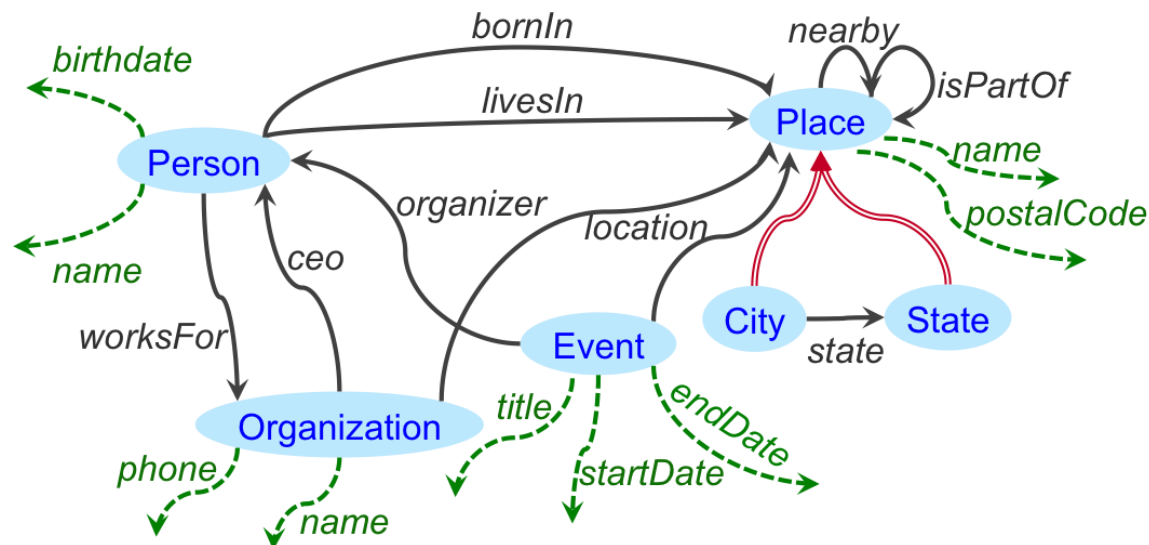 bornIn
nearby
birthdate
livesIn
isPartOf
Place
Person
name
organizer
postalCode
location
name
ceo
City
State
worksFor
state
Event
title
endDate
Organization
phone
startDate
name